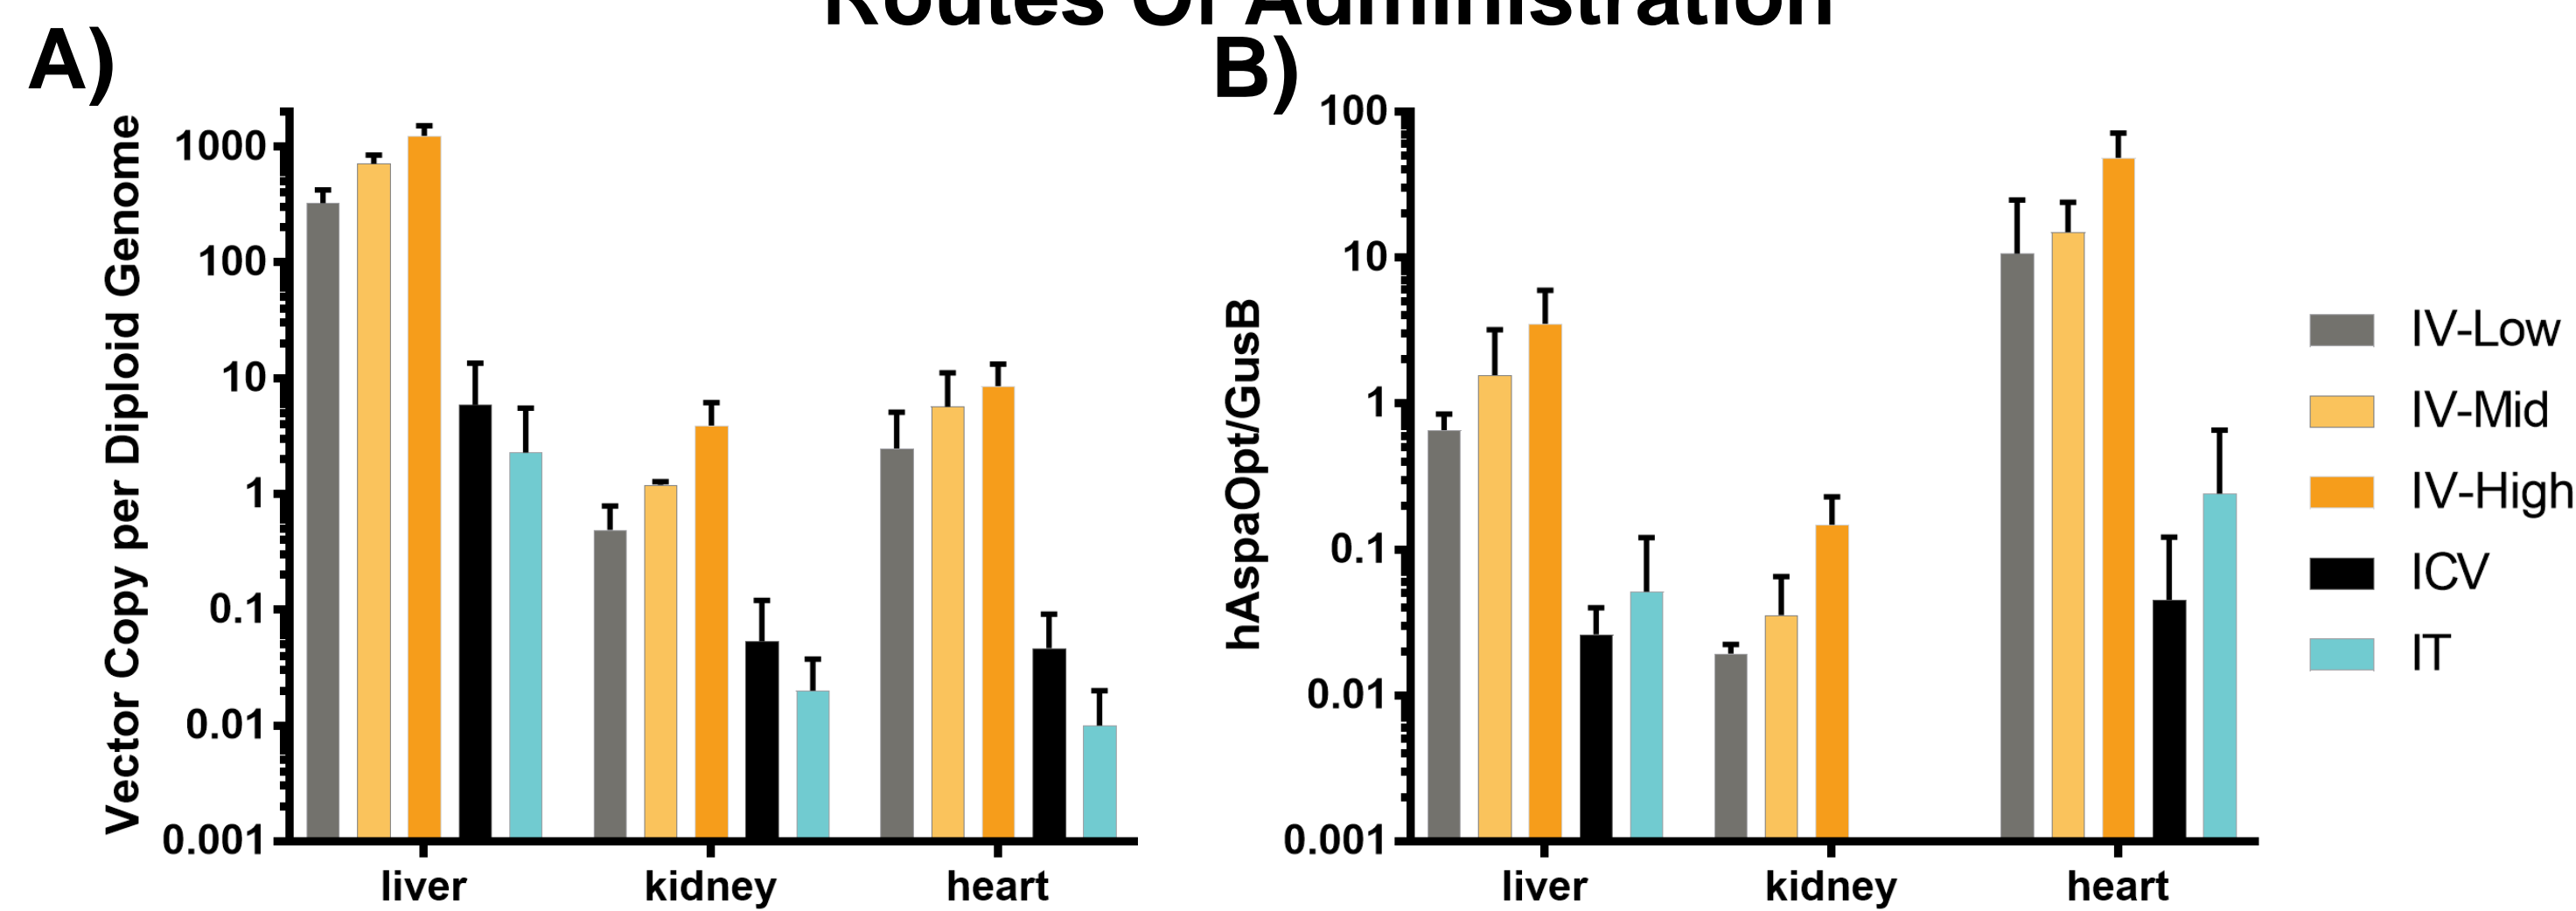 Routes Of Administration
A)
B)
Vector Copy per Diploid Genome
1000
100
10
1
0.1
0.01
0.001
liver kidney heart
hAspaOpt/GusB
100
10
1
0.1
0.01
0.001
liver kidney heart
IV-Low
IV-Mid
IV-High
ICV
IT